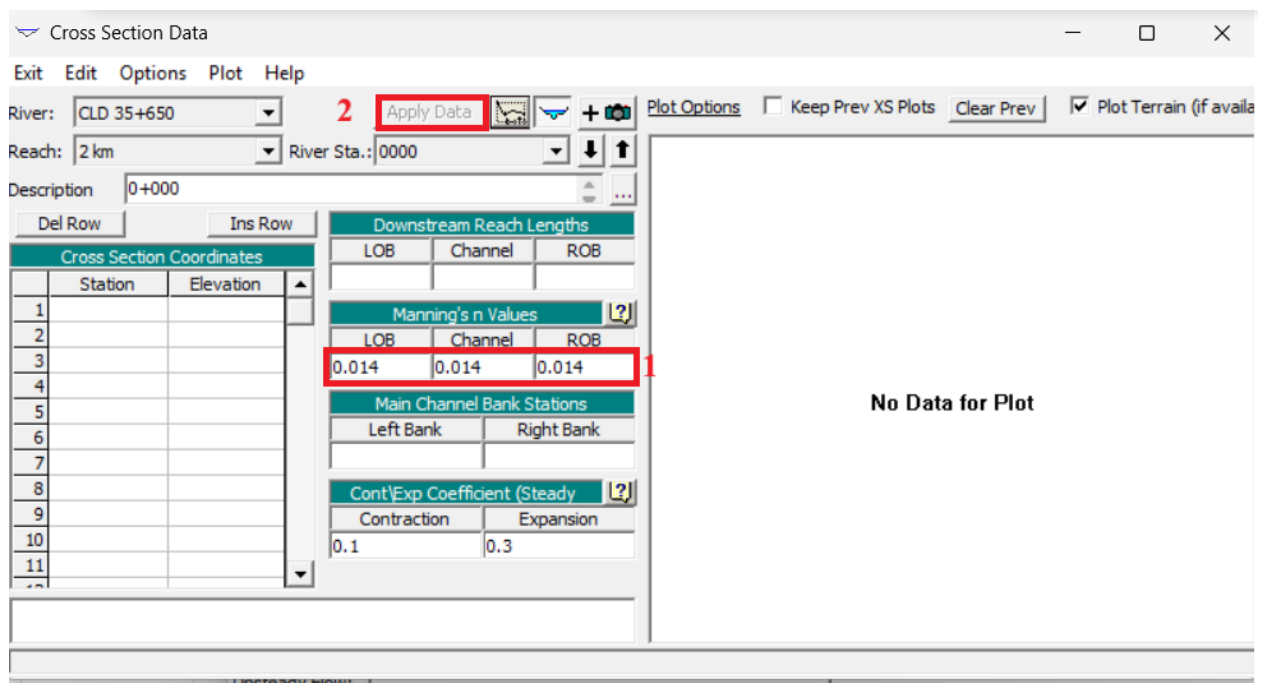 Cross Section Data
Exit Edit Options Plot Help
River: CLD 35+650 2 Apply Data Plot Options Keep Prev XS Plots Clear Prev Plot Terrain (if availa
Reach: 2 km River Sta.: 0000
Description 0+000 ...
Del Row Ins Row Downstream Reach Lengths
Cross Section Coordinates LOB Channel ROB
Station Elevation
1 Manning's n Values
2 LOB Channel ROB
3 0.014 0.014 0.014 1
4
5 Main Channel Bank Stations
6 Left Bank Right Bank
7
8 Cont\Exp Coefficient (Steady
9 Contraction Expansion
10 0.1 0.3
11
No Data for Plot